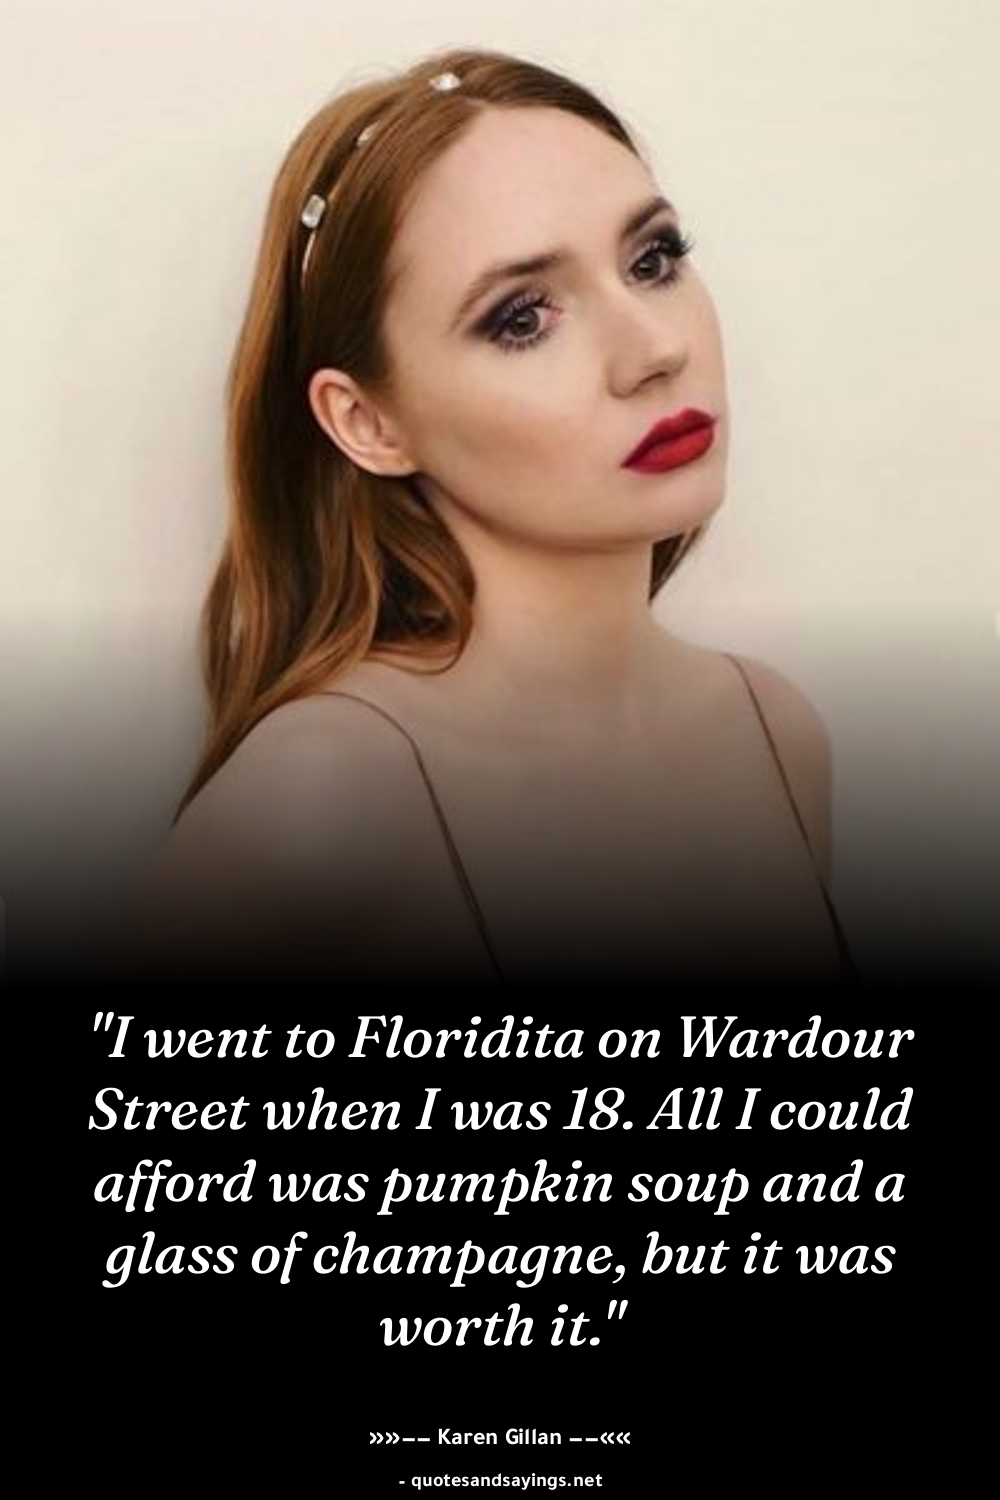 "I went to Floridita on Wardour
Street when I was 18. All I could
afford was pumpkin soup and a
glass of champagne, but it was
worth it."
»»−− Karen Gillan −−««
- quotesandsayings.net